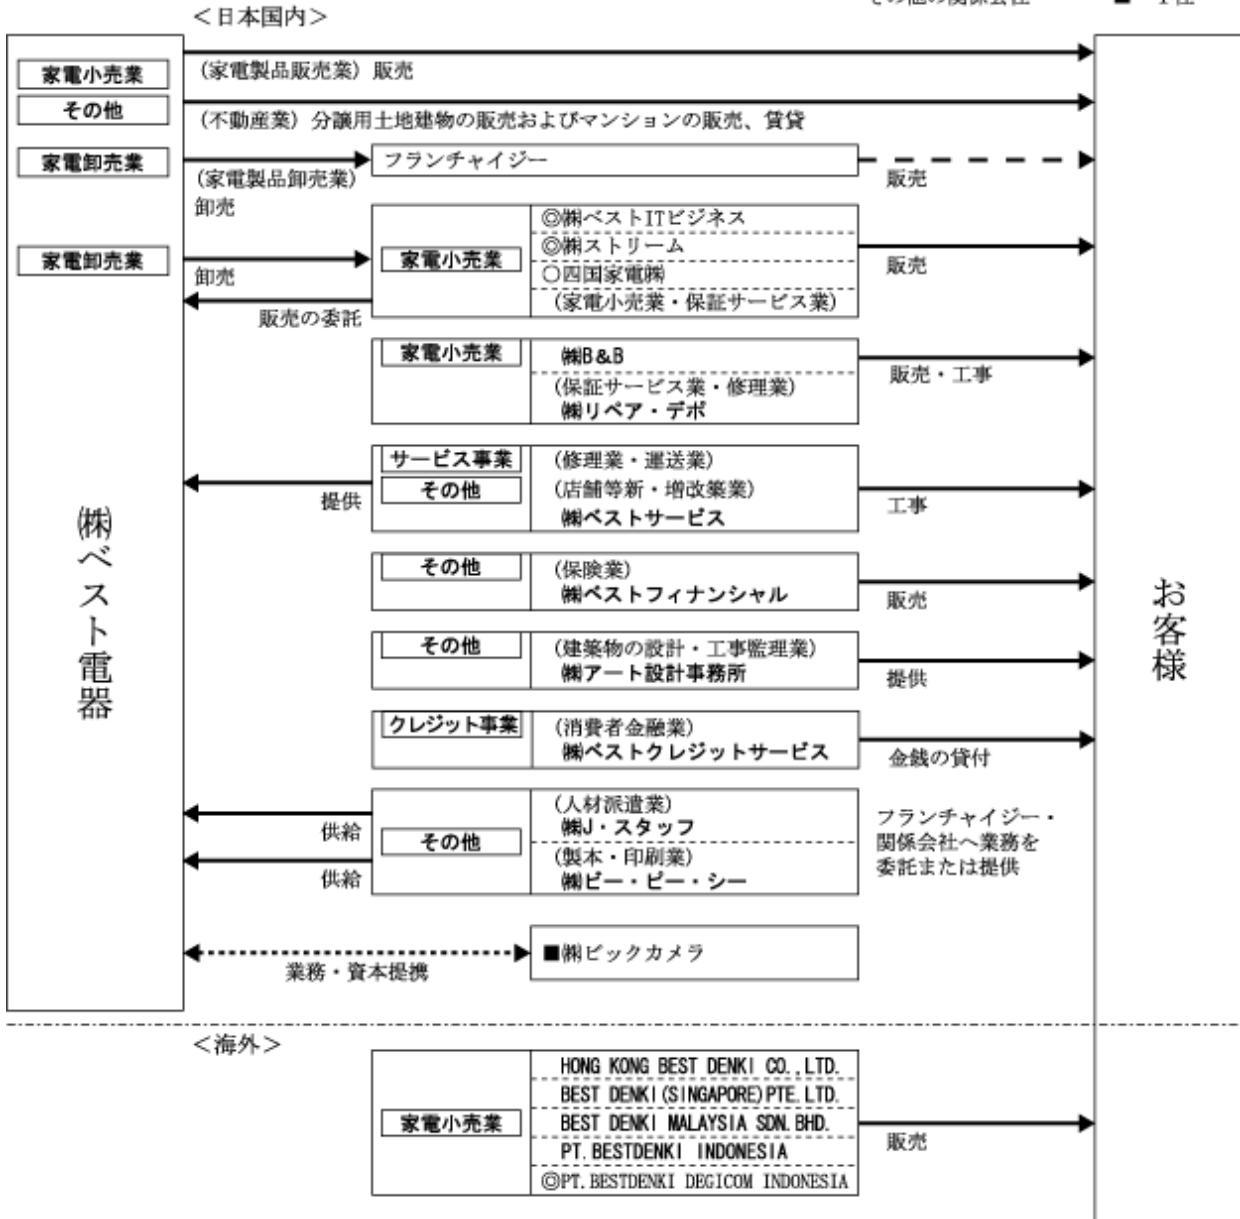 ＜日本国内＞
家電小売業
(家電製品販売業) 販売
その他
(不動産業) 分譲用土地建物の販売およびマンションの販売、賃貸
家電卸売業
(家電製品卸売業)
卸売
フランチャイジー
販売
家電卸売業
卸売
販売の委託
家電小売業
◎㈱ベストITビジネス
◎㈱ストリーム
○四国家電㈱
(家電小売業・保証サービス業)
販売
家電小売業
㈱B&B
(保証サービス業・修理業)
㈱リペア・デポ
販売・工事
サービス事業
その他
(修理業・運送業)
(店舗等新・増改築業)
㈱ベストサービス
提供
工事
その他
(保険業)
㈱ベストフィナンシャル
販売
その他
(建築物の設計・工事監理業)
㈱アート設計事務所
提供
クレジット事業
(消費者金融業)
㈱ベストクレジットサービス
金銭の貸付
供給
供給
その他
(人材派遣業)
㈱J・スタッフ
(製本・印刷業)
㈱ビー・ピー・シー
フランチャイジー・
関係会社へ業務を
委託または提供
業務・資本提携
■㈱ビックカメラ
㈱ベスト電器
お客様
＜海外＞
家電小売業
HONG KONG BEST DENKI CO.,LTD.
BEST DENKI(SINGAPORE)PTE.LTD.
BEST DENKI MALAYSIA SDN.BHD.
PT.BESTDENKI INDONESIA
◎PT.BESTDENKI DEGICOM INDONESIA
販売